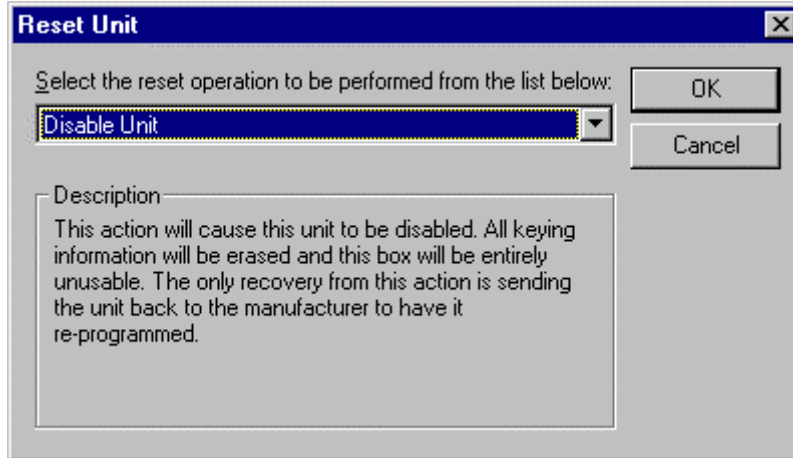 Reset Unit
Select the reset operation to be performed from the list below:
Disable Unit
OK
Cancel
Description
This action will cause this unit to be disabled. All keying
information will be erased and this box will be entirely
unusable. The only recovery from this action is sending
the unit back to the manufacturer to have it
re-programmed.